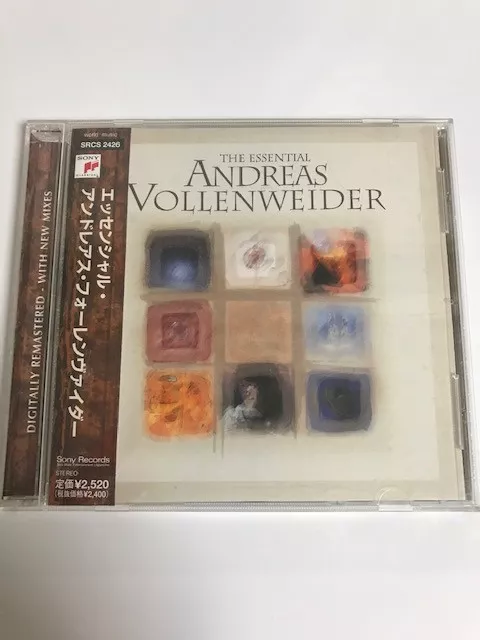 DIGITALLY REMASTERED - WITH NEW MIXES
world music
SRCS 2426
SONY
エッセンシャル・
アンドレアス・フォーレンヴァイダー
Sony Records
STEREO
定価¥2,520
(税抜価格¥2,400)
THE ESSENTIAL
ANDREAS
VOLLENWEIDER